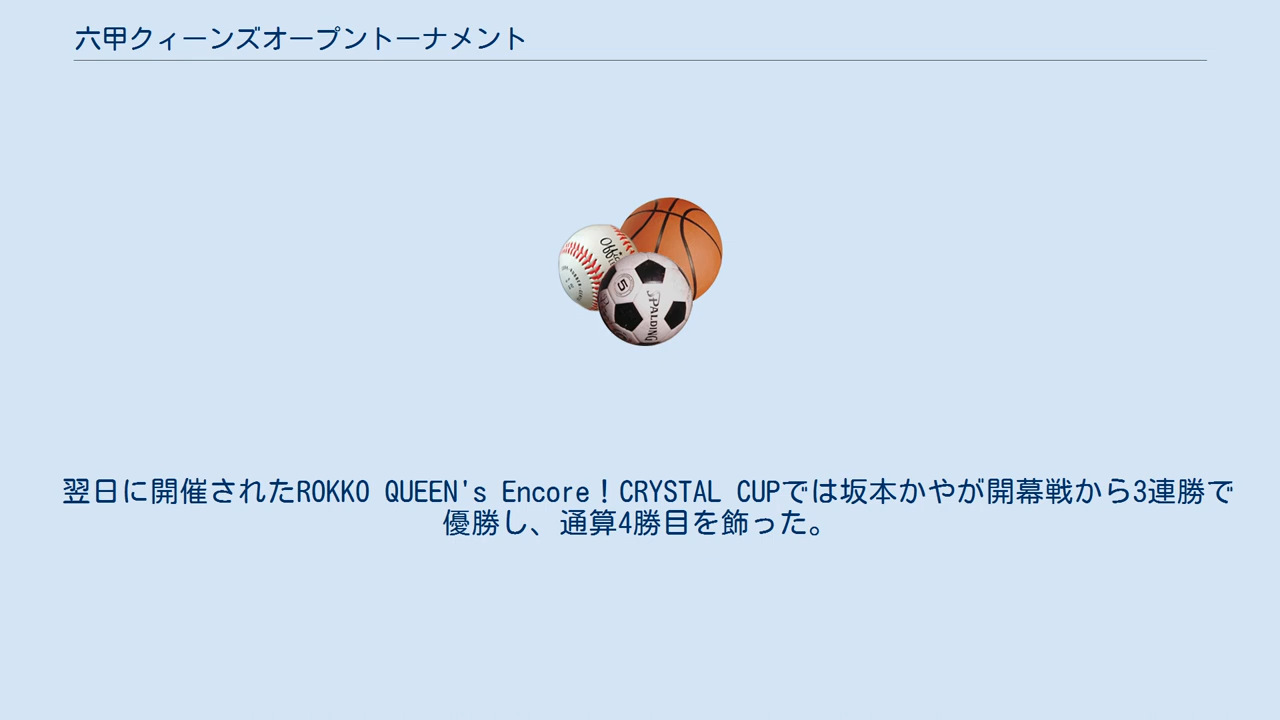 六甲クィーンズオープントーナメント
Offi
5
SPALDING
翌日に開催されたROKKO QUEEN's Encore！CRYSTAL CUPでは坂本かやが開幕戦から3連勝で
優勝し、通算4勝目を飾った。